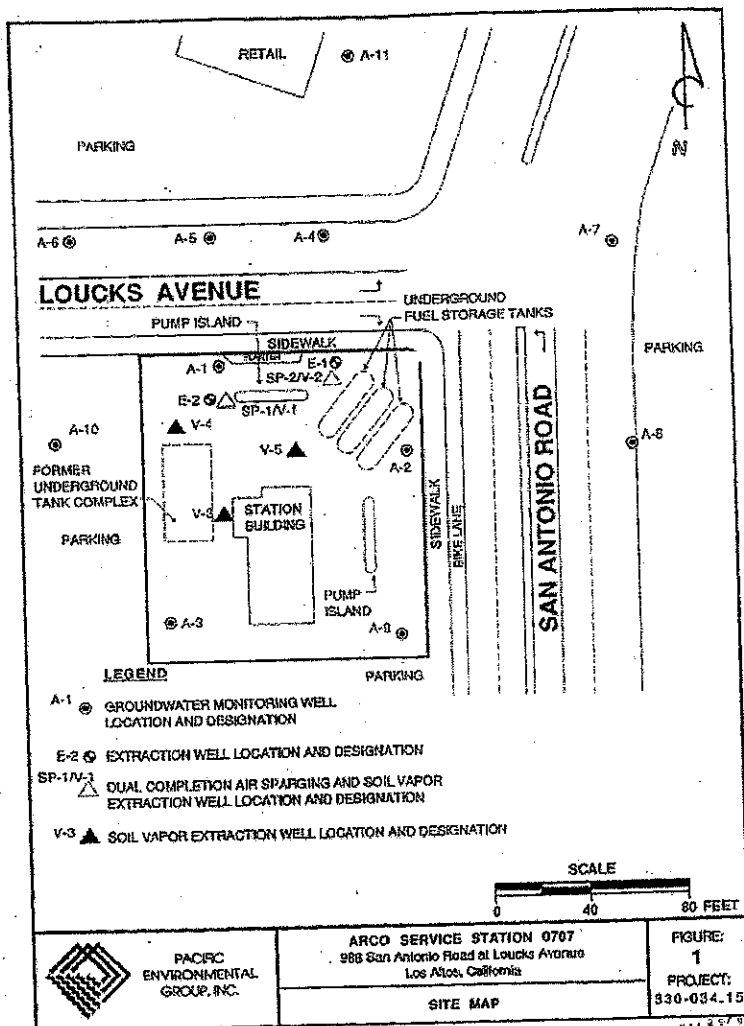 RETAIL
A-11
PARKING
N
A-6
A-5
A-4
A-7
LOUCKS AVENUE
UNDERGROUND
FUEL STORAGE TANKS
PUMP ISLAND
SIDEWALK
PARKING
A-1
E-1
SP-2/V-2
E-2
SP-1/V-1
V-4
A-10
V-5
A-2
FORMER
UNDERGROUND
TANK COMPLEX
V-3
STATION
BUILDING
SIDEWALK
BIKE LANE
SAN ANTONIO ROAD
PARKING
PUMP
ISLAND
A-3
PARKING
LEGEND
A-1 GROUNDWATER MONITORING WELL
LOCATION AND DESIGNATION
E-2 EXTRACTION WELL LOCATION AND DESIGNATION
SP-1/V-1 DUAL COMPLETION AIR SPARGING AND SOIL VAPOR
EXTRACTION WELL LOCATION AND DESIGNATION
V-3 SOIL VAPOR EXTRACTION WELL LOCATION AND DESIGNATION
SCALE
0 40 80 FEET
PACIFIC
ENVIRONMENTAL
GROUP, INC.
ARCO SERVICE STATION 0707
988 San Antonio Road at Loucks Avenue
Los Altos, California
SITE MAP
FIGURE:
1
PROJECT:
330-034.15